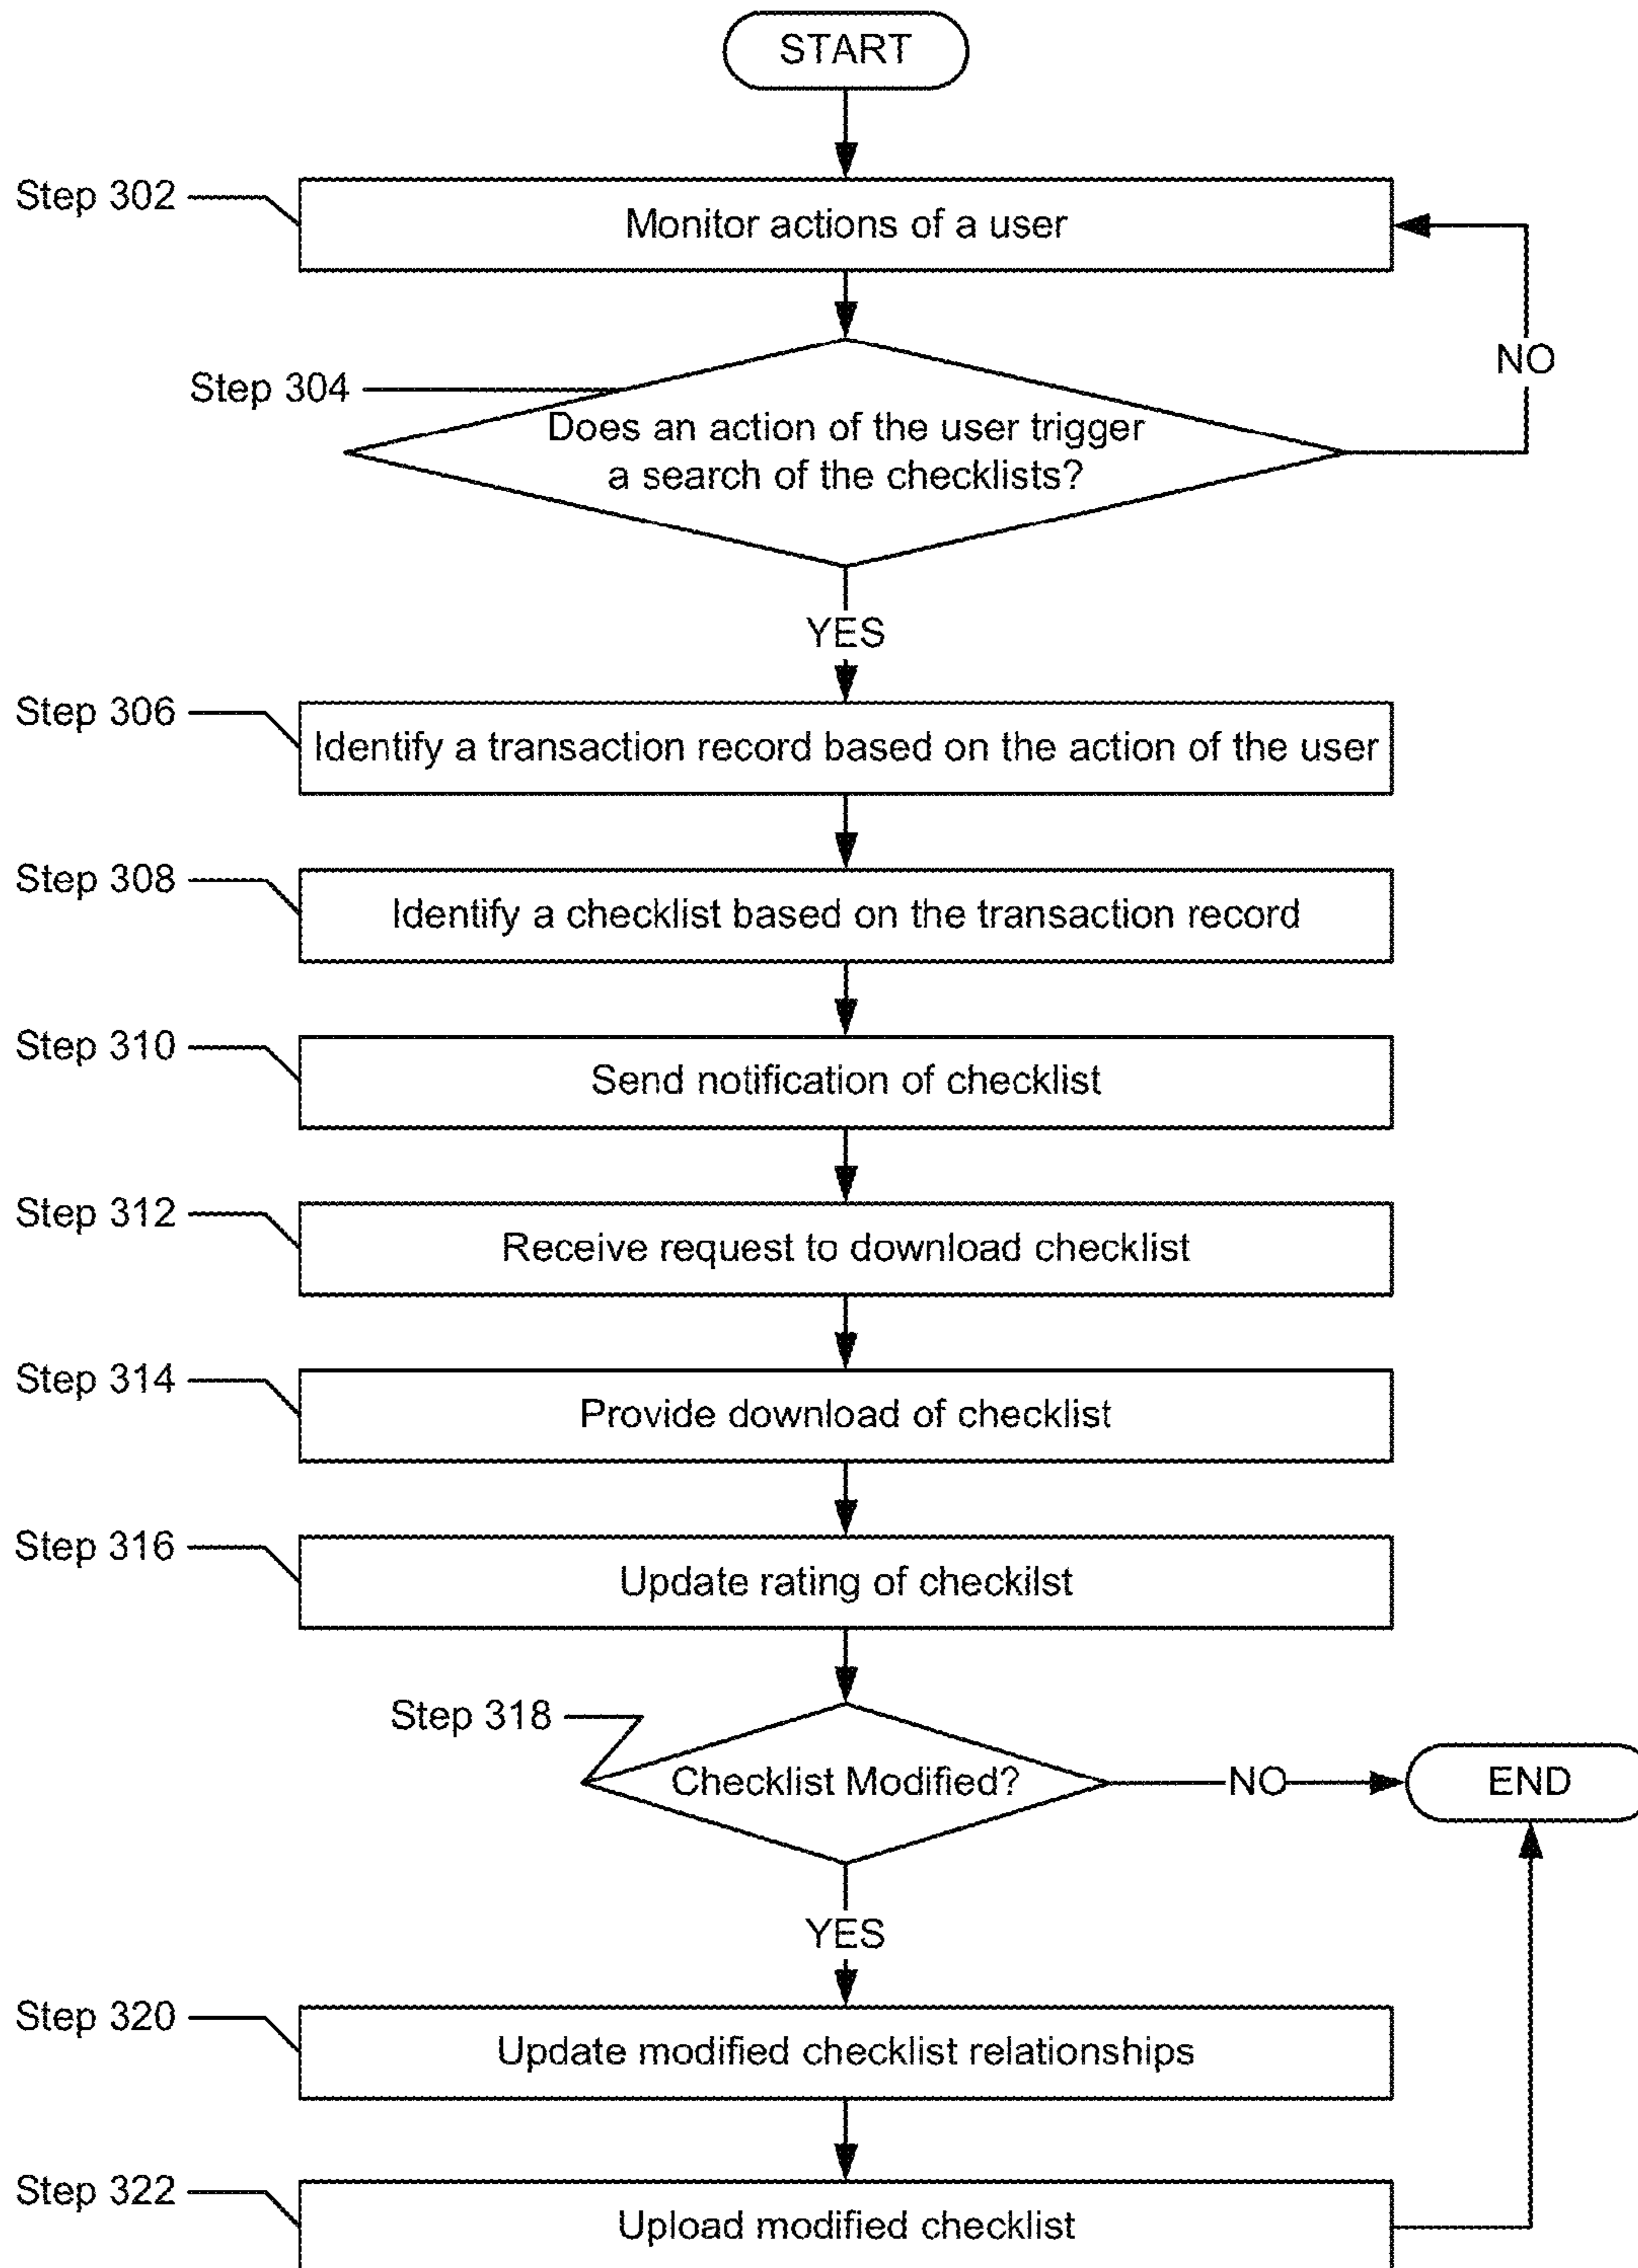 START
Step 302
Monitor actions of a user
NO
Step 304
Does an action of the user trigger
a search of the checklists?
YES
Step 306
Identify a transaction record based on the action of the user
Step 308
Identify a checklist based on the transaction record
Step 310
Send notification of checklist
Step 312
Receive request to download checklist
Step 314
Provide download of checklist
Step 316
Update rating of checkilst
Step 318
Checklist Modified?
NO
END
YES
Step 320
Update modified checklist relationships
Step 322
Upload modified checklist